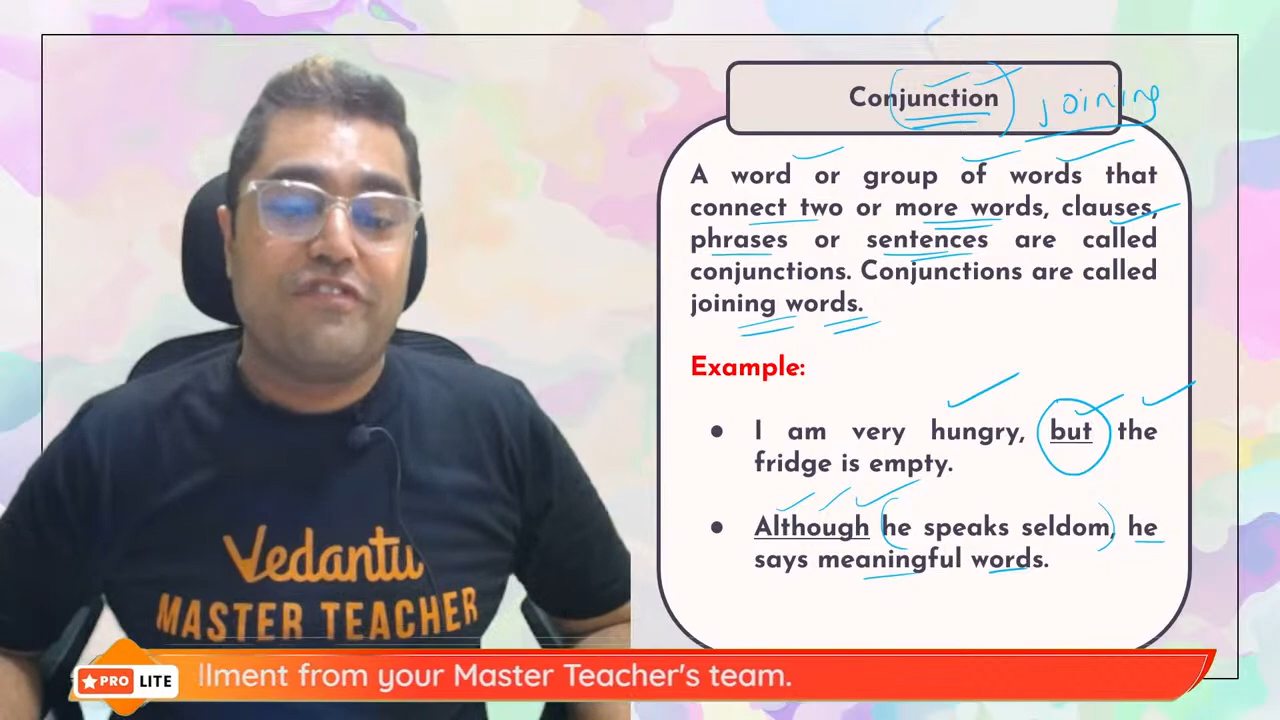 Conjunction
joining
A word or group of words that
connect two or more words, clauses,
phrases or sentences are called
conjunctions. Conjunctions are called
joining words.
Example:
● I am very hungry, but the
fridge is empty.
● Although he speaks seldom, he
says meaningful words.
Vedantu
MASTER TEACHER
PRO LITE
llment from your Master Teacher's team.